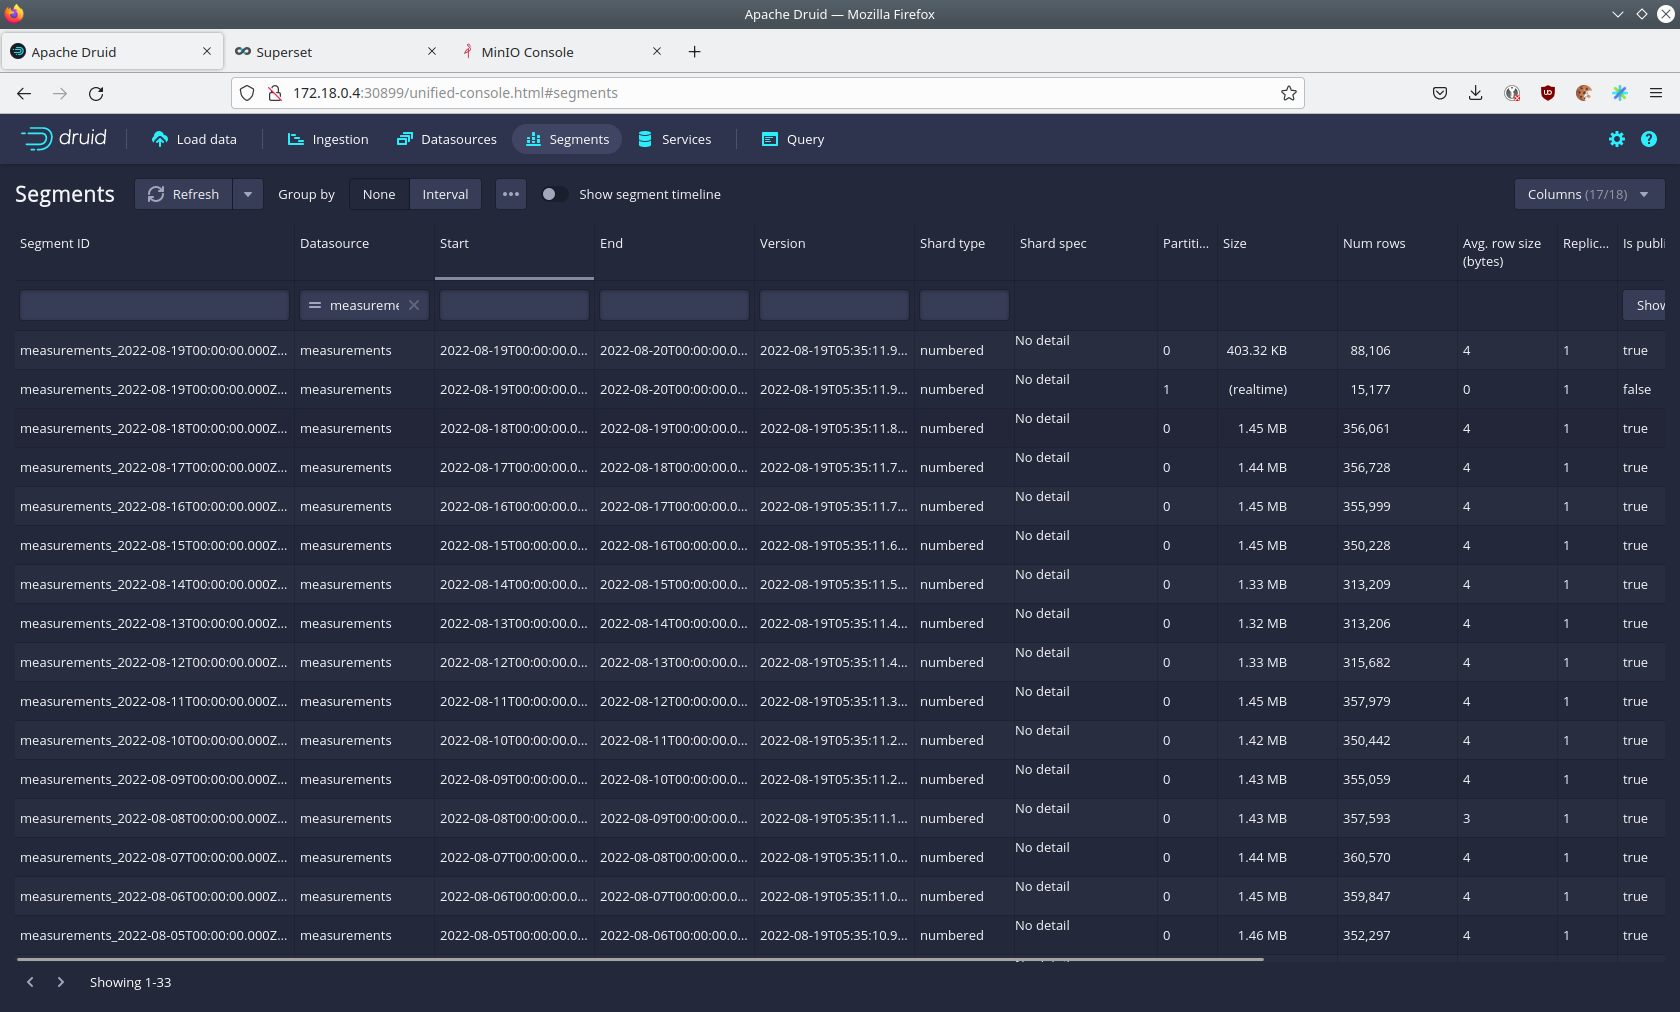 Apache Druid — Mozilla Firefox
Apache Druid
Superset
MinIO Console
172.18.0.4:30899/unified-console.html#segments
druid Load data Ingestion Datasources Segments Services Query
Segments Refresh Group by None Interval Show segment timeline Columns (17/18)
Segment ID Datasource Start End Version Shard type Shard spec Partiti... Size Num rows Avg. row size (bytes) Replic... Is publi
measureme Show
measurements_2022-08-19T00:00:00.000Z... measurements 2022-08-19T00:00:00.0... 2022-08-20T00:00:00.0... 2022-08-19T05:35:11.9... numbered No detail 0 403.32 KB 88,106 4 1 true
measurements_2022-08-19T00:00:00.000Z... measurements 2022-08-19T00:00:00.0... 2022-08-20T00:00:00.0... 2022-08-19T05:35:11.9... numbered No detail 1 (realtime) 15,177 0 1 false
measurements_2022-08-18T00:00:00.000Z... measurements 2022-08-18T00:00:00.0... 2022-08-19T00:00:00.0... 2022-08-19T05:35:11.8... numbered No detail 0 1.45 MB 356,061 4 1 true
measurements_2022-08-17T00:00:00.000Z... measurements 2022-08-17T00:00:00.0... 2022-08-18T00:00:00.0... 2022-08-19T05:35:11.7... numbered No detail 0 1.44 MB 356,728 4 1 true
measurements_2022-08-16T00:00:00.000Z... measurements 2022-08-16T00:00:00.0... 2022-08-17T00:00:00.0... 2022-08-19T05:35:11.7... numbered No detail 0 1.45 MB 355,999 4 1 true
measurements_2022-08-15T00:00:00.000Z... measurements 2022-08-15T00:00:00.0... 2022-08-16T00:00:00.0... 2022-08-19T05:35:11.6... numbered No detail 0 1.45 MB 350,228 4 1 true
measurements_2022-08-14T00:00:00.000Z... measurements 2022-08-14T00:00:00.0... 2022-08-15T00:00:00.0... 2022-08-19T05:35:11.5... numbered No detail 0 1.33 MB 313,209 4 1 true
measurements_2022-08-13T00:00:00.000Z... measurements 2022-08-13T00:00:00.0... 2022-08-14T00:00:00.0... 2022-08-19T05:35:11.4... numbered No detail 0 1.32 MB 313,206 4 1 true
measurements_2022-08-12T00:00:00.000Z... measurements 2022-08-12T00:00:00.0... 2022-08-13T00:00:00.0... 2022-08-19T05:35:11.4... numbered No detail 0 1.33 MB 315,682 4 1 true
measurements_2022-08-11T00:00:00.000Z... measurements 2022-08-11T00:00:00.0... 2022-08-12T00:00:00.0... 2022-08-19T05:35:11.3... numbered No detail 0 1.45 MB 357,979 4 1 true
measurements_2022-08-10T00:00:00.000Z... measurements 2022-08-10T00:00:00.0... 2022-08-11T00:00:00.0... 2022-08-19T05:35:11.2... numbered No detail 0 1.42 MB 350,442 4 1 true
measurements_2022-08-09T00:00:00.000Z... measurements 2022-08-09T00:00:00.0... 2022-08-10T00:00:00.0... 2022-08-19T05:35:11.2... numbered No detail 0 1.43 MB 355,059 4 1 true
measurements_2022-08-08T00:00:00.000Z... measurements 2022-08-08T00:00:00.0... 2022-08-09T00:00:00.0... 2022-08-19T05:35:11.1... numbered No detail 0 1.43 MB 357,593 3 1 true
measurements_2022-08-07T00:00:00.000Z... measurements 2022-08-07T00:00:00.0... 2022-08-08T00:00:00.0... 2022-08-19T05:35:11.0... numbered No detail 0 1.44 MB 360,570 4 1 true
measurements_2022-08-06T00:00:00.000Z... measurements 2022-08-06T00:00:00.0... 2022-08-07T00:00:00.0... 2022-08-19T05:35:11.0... numbered No detail 0 1.45 MB 359,847 4 1 true
measurements_2022-08-05T00:00:00.000Z... measurements 2022-08-05T00:00:00.0... 2022-08-06T00:00:00.0... 2022-08-19T05:35:10.9... numbered No detail 0 1.46 MB 352,297 4 1 true
Showing 1-33